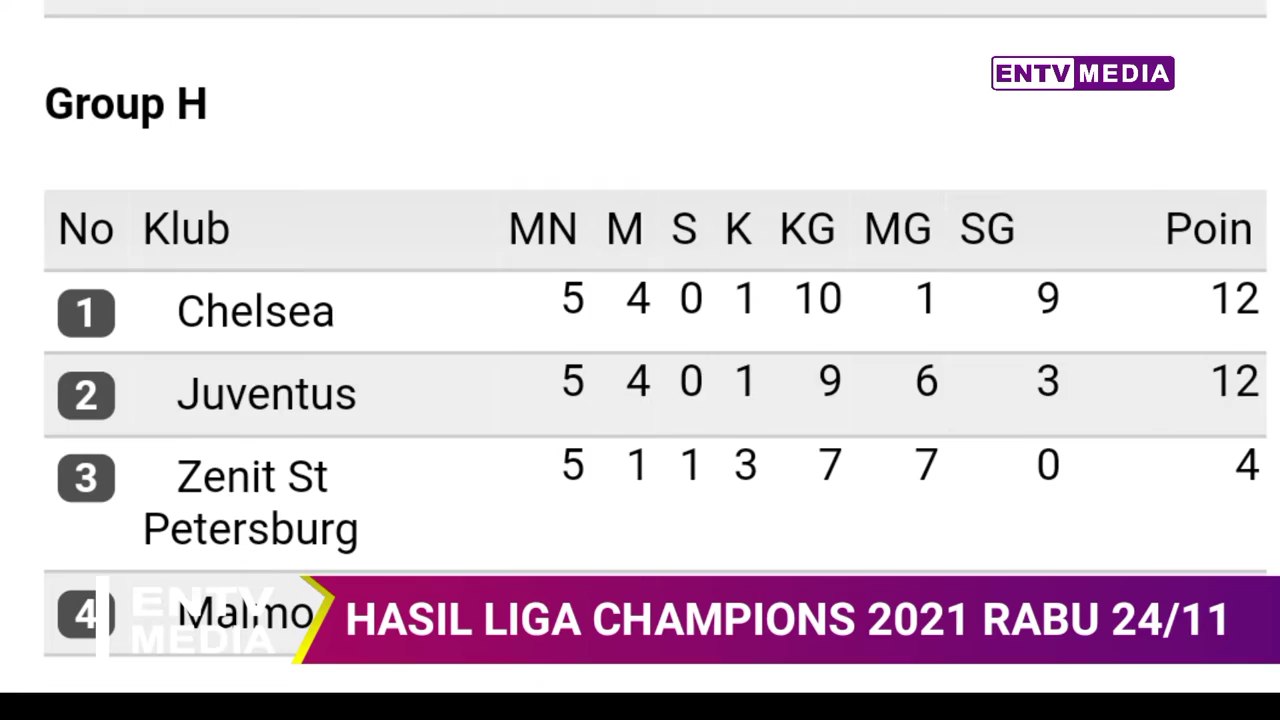 ENTV MEDIA
Group H
No Klub MN M S K KG MG SG Poin
1 Chelsea 5 4 0 1 10 1 9 12
2 Juventus 5 4 0 1 9 6 3 12
3 Zenit St 5 1 1 3 7 7 0 4
Petersburg
4 Malmo
ENTV
MEDIA
HASIL LIGA CHAMPIONS 2021 RABU 24/11